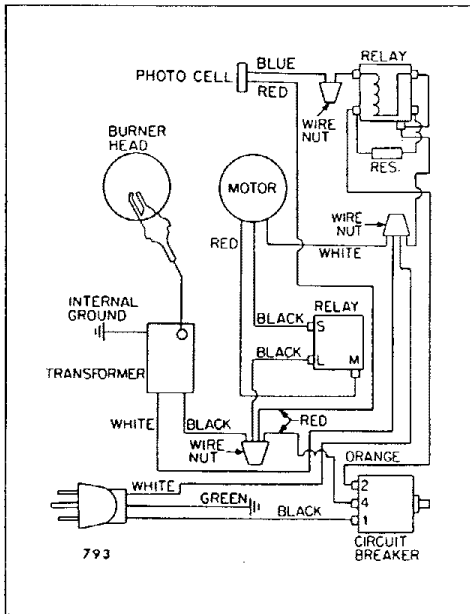 RELAY
BLUE
PHOTO CELL
RED
WIRE
NUT
RES.
BURNER
HEAD
MOTOR
WIRE
NUT
RED
WHITE
INTERNAL
GROUND
RELAY
BLACK
S
BLACK
L
M
TRANSFORMER
WHITE
BLACK
RED
WIRE
NUT
ORANGE
WHITE
2
GREEN
4
BLACK
1
CIRCUIT
BREAKER
793